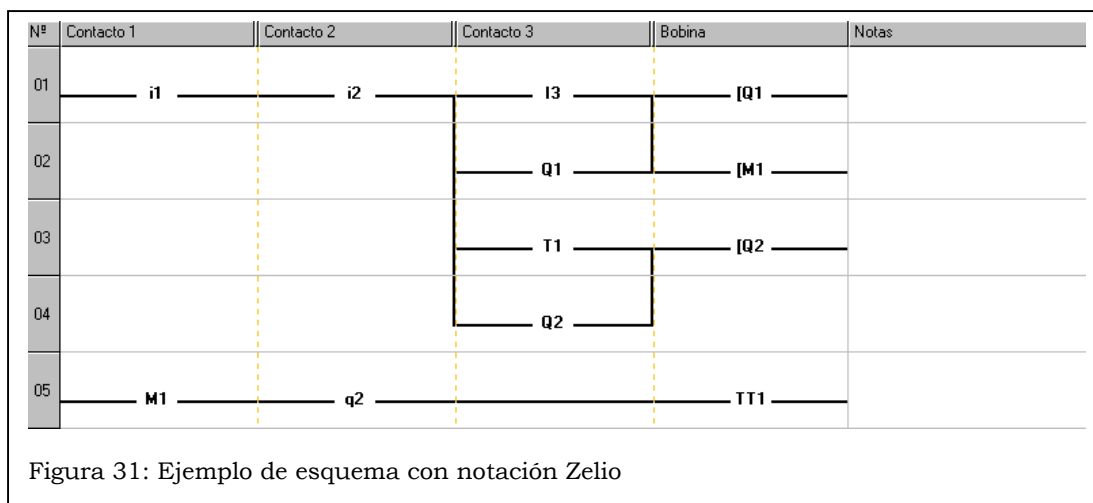 Nº Contacto 1 Contacto 2 Contacto 3 Bobina Notas
01 i1 i2 I3 [Q1
02 Q1 [M1
03 T1 [Q2
04 Q2
05 M1 q2 TT1
Figura 31: Ejemplo de esquema con notación Zelio